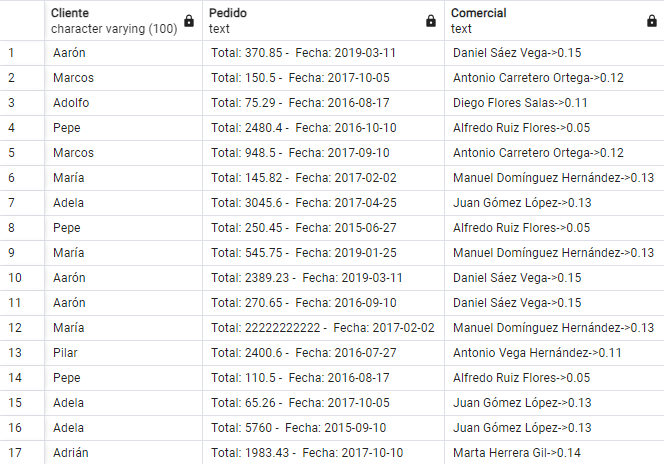 Cliente Pedido Comercial
character varying (100) text text
1 Aarón Total: 370.85 - Fecha: 2019-03-11 Daniel Sáez Vega->0.15
2 Marcos Total: 150.5 - Fecha: 2017-10-05 Antonio Carretero Ortega->0.12
3 Adolfo Total: 75.29 - Fecha: 2016-08-17 Diego Flores Salas->0.11
4 Pepe Total: 2480.4 - Fecha: 2016-10-10 Alfredo Ruiz Flores->0.05
5 Marcos Total: 948.5 - Fecha: 2017-09-10 Antonio Carretero Ortega->0.12
6 María Total: 145.82 - Fecha: 2017-02-02 Manuel Domínguez Hernández->0.13
7 Adela Total: 3045.6 - Fecha: 2017-04-25 Juan Gómez López->0.13
8 Pepe Total: 250.45 - Fecha: 2015-06-27 Alfredo Ruiz Flores->0.05
9 María Total: 545.75 - Fecha: 2019-01-25 Manuel Domínguez Hernández->0.13
10 Aarón Total: 2389.23 - Fecha: 2019-03-11 Daniel Sáez Vega->0.15
11 Aarón Total: 270.65 - Fecha: 2016-09-10 Daniel Sáez Vega->0.15
12 María Total: 22222222222 - Fecha: 2017-02-02 Manuel Domínguez Hernández->0.13
13 Pilar Total: 2400.6 - Fecha: 2016-07-27 Antonio Vega Hernández->0.11
14 Pepe Total: 110.5 - Fecha: 2016-08-17 Alfredo Ruiz Flores->0.05
15 Adela Total: 65.26 - Fecha: 2017-10-05 Juan Gómez López->0.13
16 Adela Total: 5760 - Fecha: 2015-09-10 Juan Gómez López->0.13
17 Adrián Total: 1983.43 - Fecha: 2017-10-10 Marta Herrera Gil->0.14